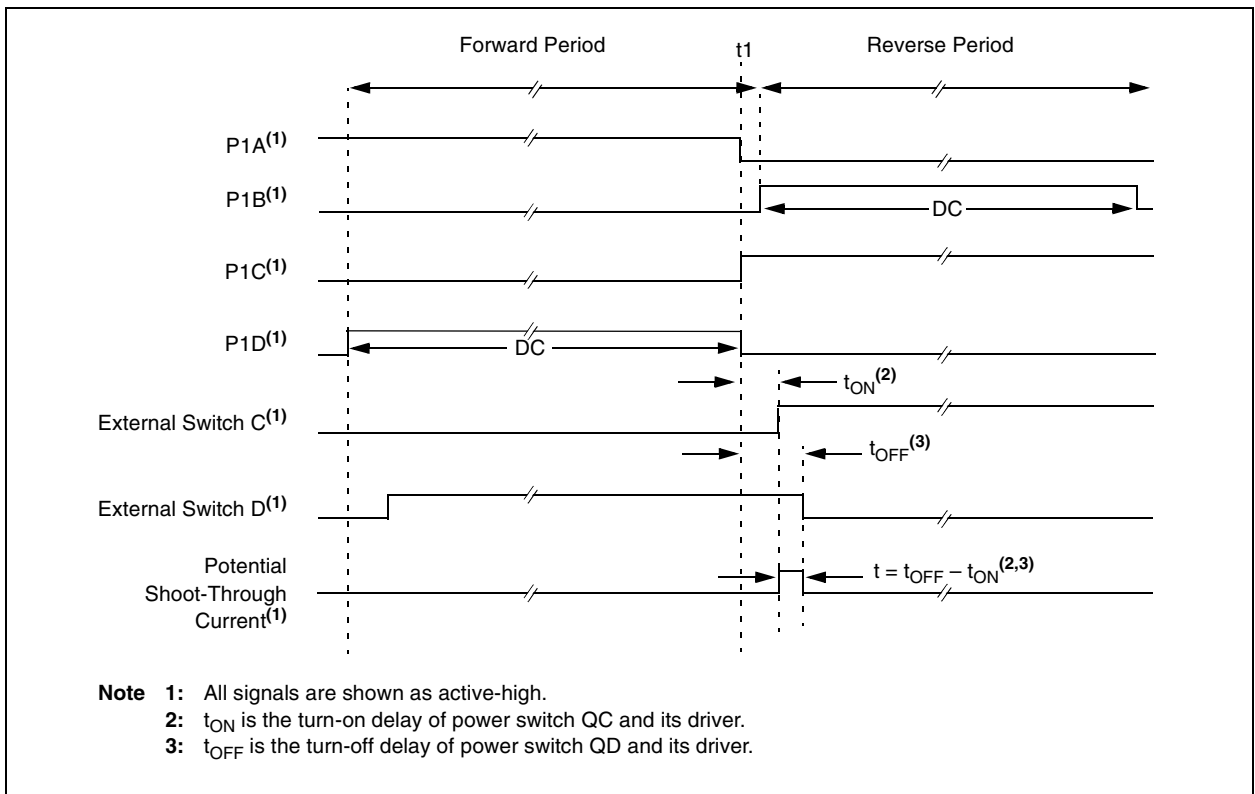 Forward Period
t1
Reverse Period
P1A(1)
P1B(1)
DC
P1C(1)
P1D(1)
DC
tON(2)
External Switch C(1)
tOFF(3)
External Switch D(1)
Potential
Shoot-Through
Current(1)
t = tOFF – tON(2,3)
Note 1: All signals are shown as active-high.
2: tON is the turn-on delay of power switch QC and its driver.
3: tOFF is the turn-off delay of power switch QD and its driver.